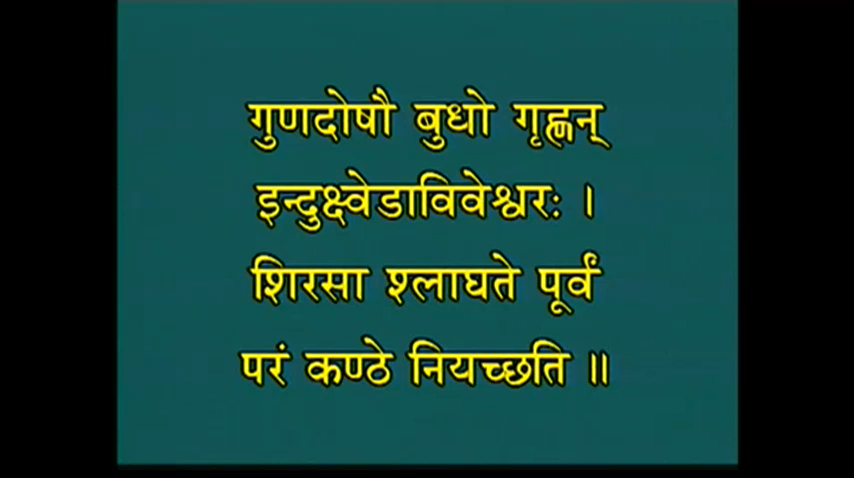 गुणदोषौ बुधो गृह्णन्
इन्दुक्ष्वेडाविवेश्वरः ।
शिरसा श्लाघते पूर्वं
परं कण्ठे नियच्छति ॥